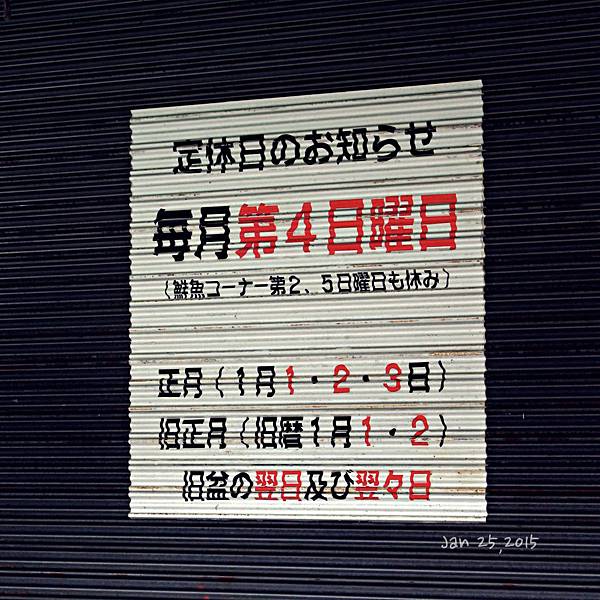 定休日のお知らせ
毎月第4日曜日
(鮮魚コーナー第2、5日曜日も休み)
正月(1月1・2・3日)
旧正月(旧暦1月1・2)
旧盆の翌日及び翌々日
Jan 25,2015